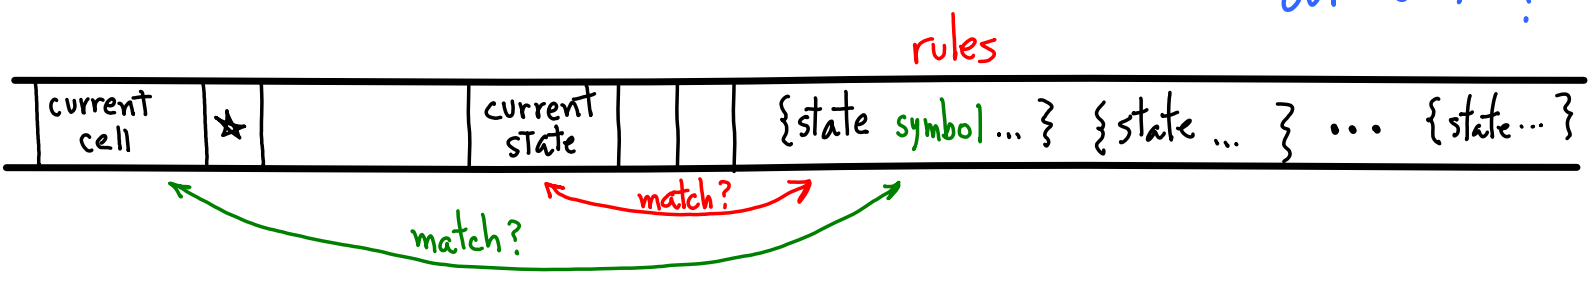 rules
current cell ☆ current state {state symbol ... } {state ... } ... {state ... }
match?
match?